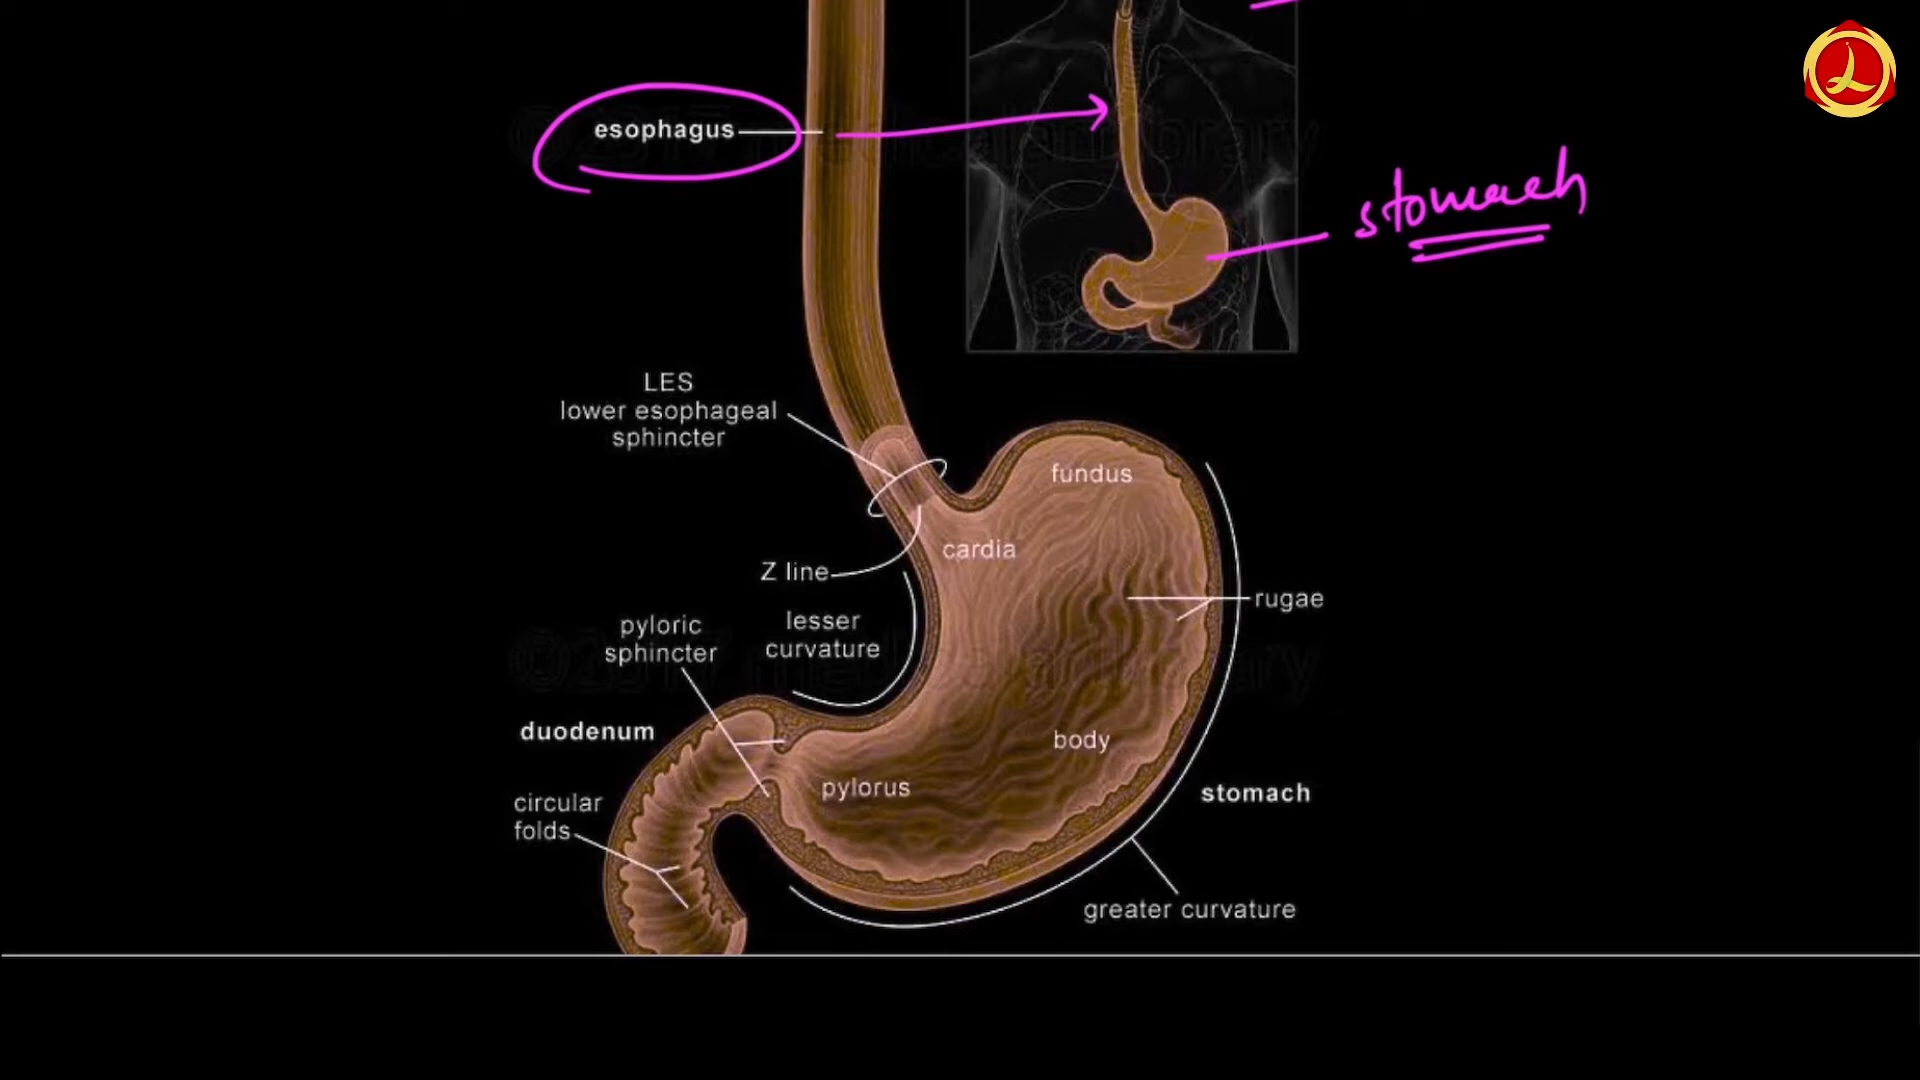 esophagus
stomach
LES
lower esophageal
sphincter
fundus
cardia
Z line
rugae
lesser
curvature
pyloric
sphincter
duodenum
body
pylorus
stomach
circular
folds
greater curvature